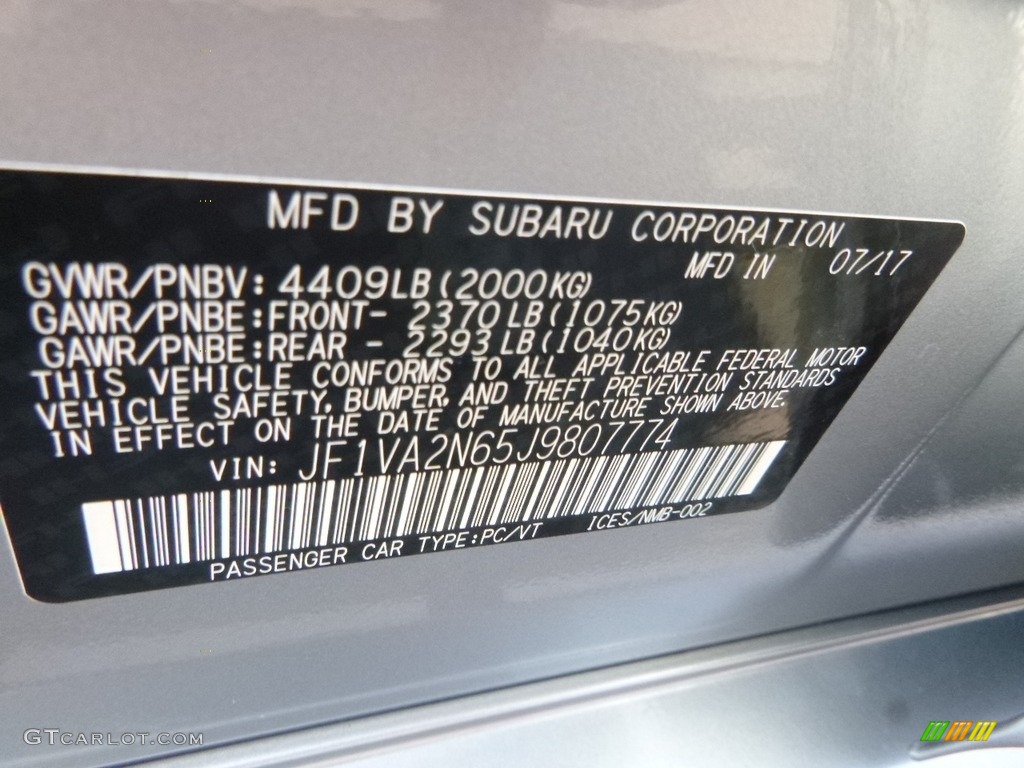 MFD BY SUBARU CORPORATION
MFD IN 07/17
GVWR/PNBV: 4409LB(2000KG)
GAWR/PNBE:FRONT- 2370LB(1075KG)
GAWR/PNBE:REAR - 2293LB(1040KG)
THIS VEHICLE CONFORMS TO ALL APPLICABLE FEDERAL MOTOR
VEHICLE SAFETY, BUMPER, AND THEFT PREVENTION STANDARDS
IN EFFECT ON THE DATE OF MANUFACTURE SHOWN ABOVE.
VIN: JF1VA2N65J9807774
PASSENGER CAR TYPE:PC/VT ICES/NMB-002
GTCARLOT.COM